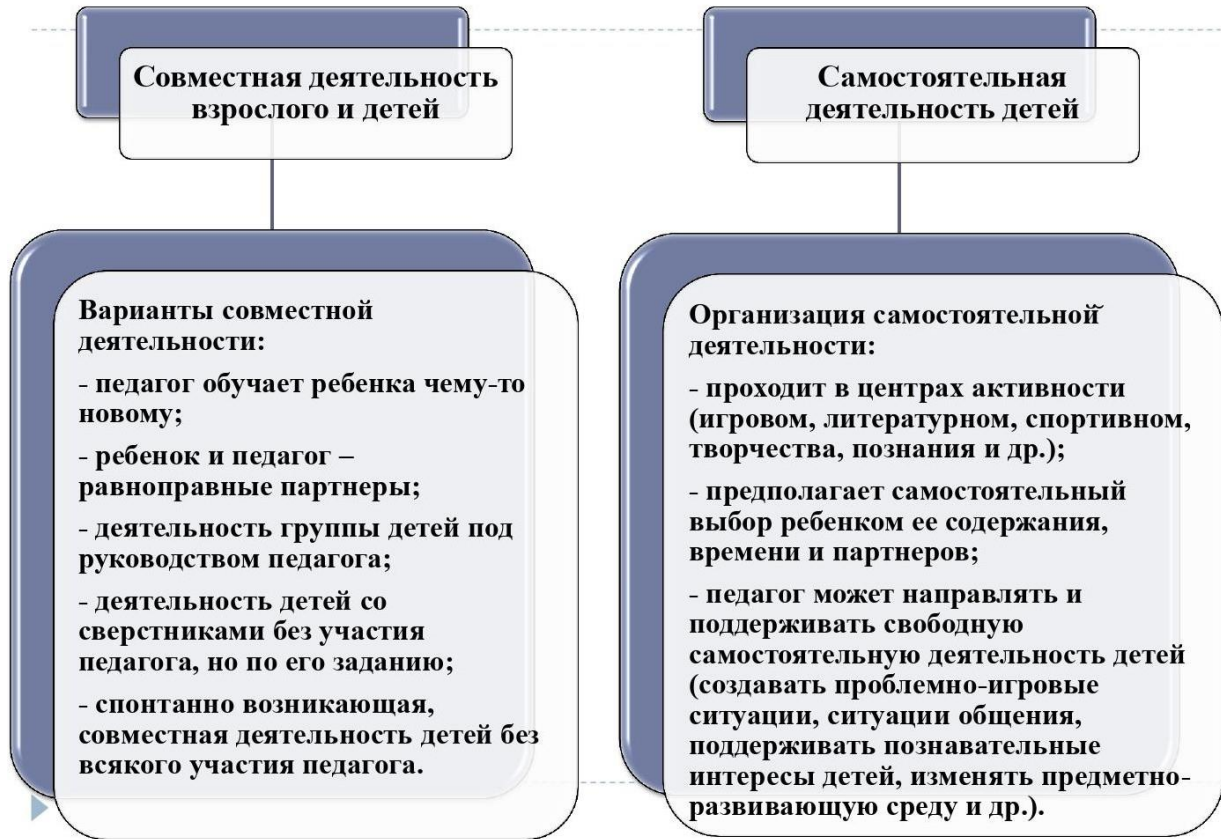 Совместная деятельность
взрослого и детей
Варианты совместной
деятельности:
- педагог обучает ребенка чему-то
новому;
- ребенок и педагог –
равноправные партнеры;
- деятельность группы детей под
руководством педагога;
- деятельность детей со
сверстниками без участия
педагога, но по его заданию;
- спонтанно возникающая,
совместная деятельность детей без
всякого участия педагога.
Самостоятельная
деятельность детей
Организация самостоятельной
деятельности:
- проходит в центрах активности
(игровом, литературном, спортивном,
творчества, познания и др.);
- предполагает самостоятельный
выбор ребенком ее содержания,
времени и партнеров;
- педагог может направлять и
поддерживать свободную
самостоятельную деятельность детей
(создавать проблемно-игровые
ситуации, ситуации общения,
поддерживать познавательные
интересы детей, изменять предметно-
развивающую среду и др.).